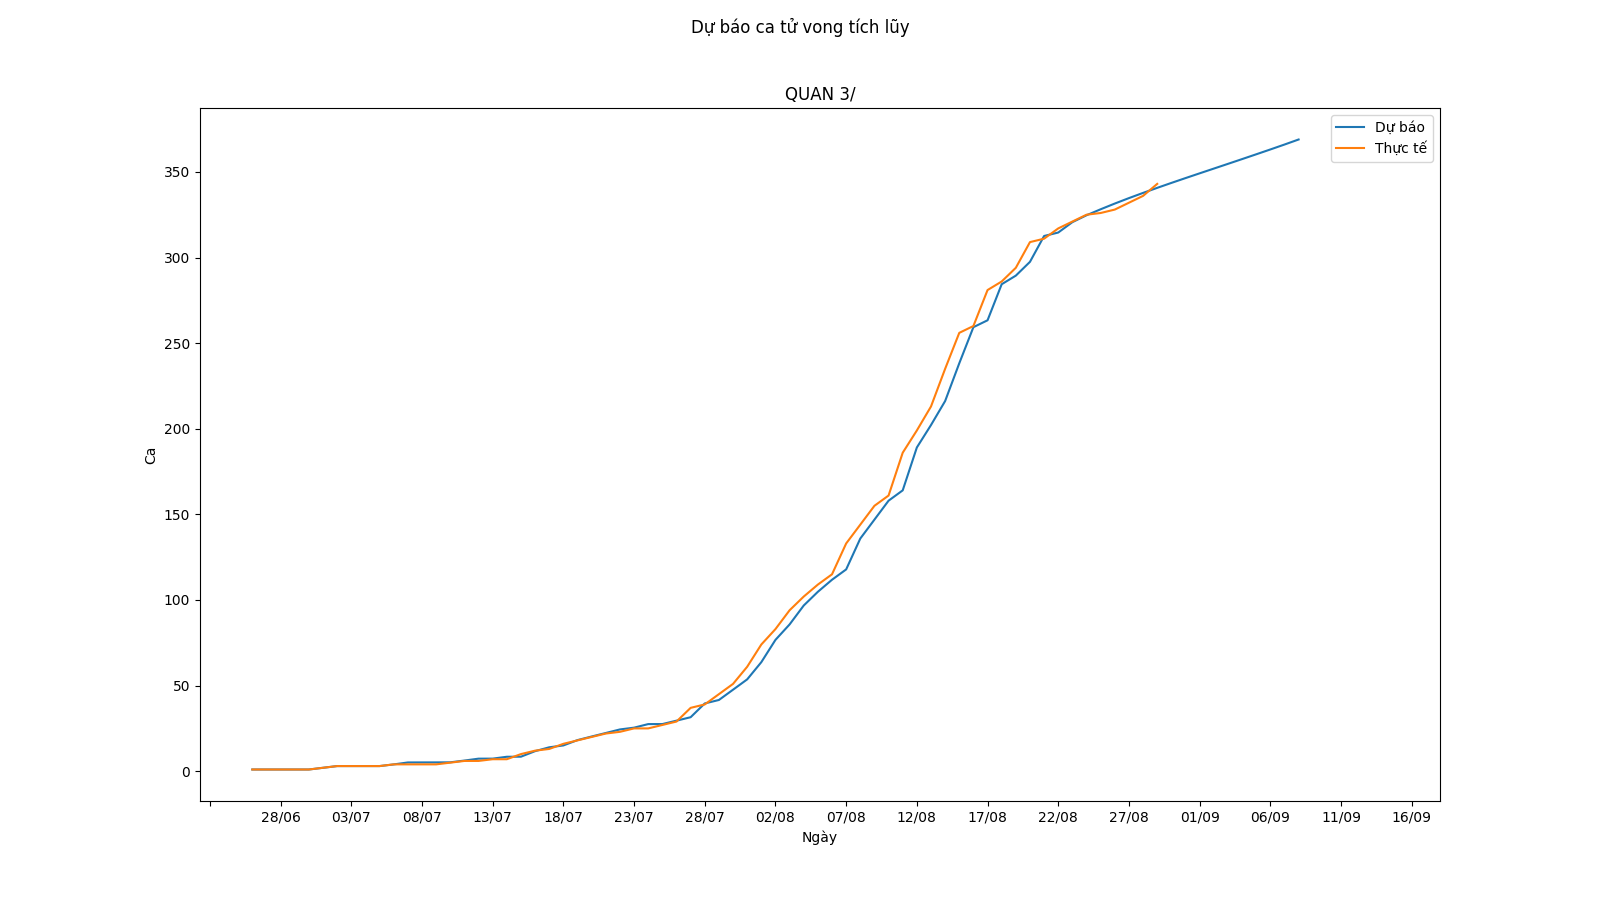 Dự báo ca tử vong tích lũy
QUAN 3/
Dự báo
Thực tế
350
300
250
200
150
100
50
0
Ca
28/06 03/07 08/07 13/07 18/07 23/07 28/07 02/08 07/08 12/08 17/08 22/08 27/08 01/09 06/09 11/09 16/09
Ngày